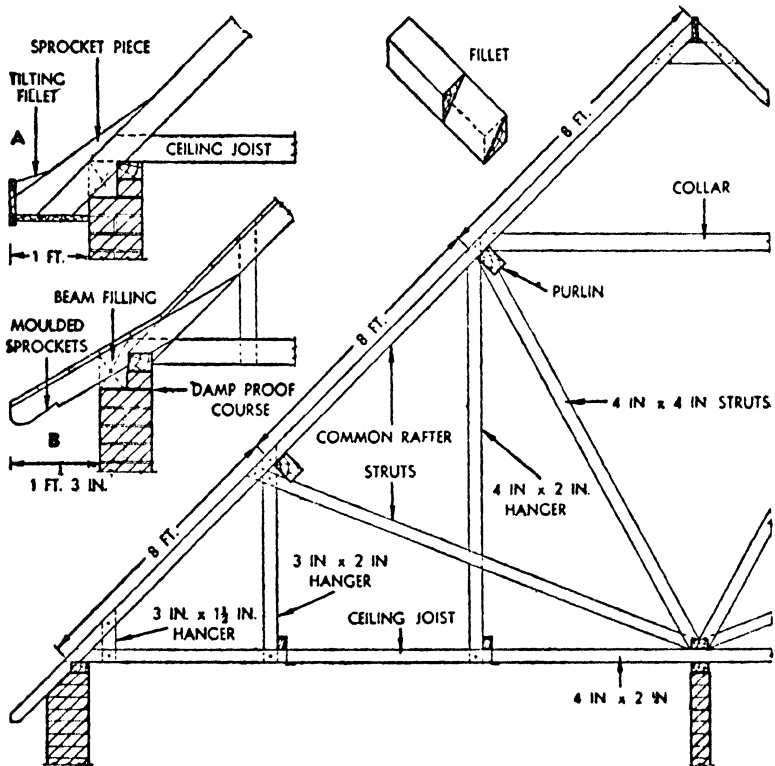 SPROCKET PIECE
TILTING
FILLET
A
CEILING JOIST
1 FT.
BEAM FILLING
MOULDED
SPROCKETS
DAMP PROOF
COURSE
B
1 FT. 3 IN.
FILLET
8 FT.
COLLAR
PURLIN
8 FT.
4 IN x 4 IN STRUTS
COMMON RAFTER
STRUTS
4 IN x 2 IN.
HANGER
8 FT.
3 IN x 2 IN
HANGER
3 IN. x 1½ IN.
HANGER
CEILING JOIST
4 IN x 2 IN